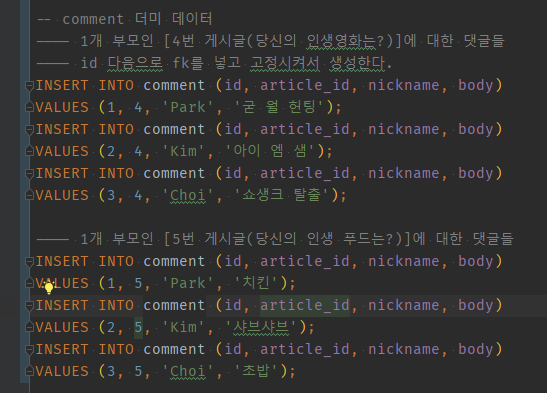 -- comment 더미 데이터
---- 1개 부모인 [4번 게시글(당신의 인생영화는?)]에 대한 댓글들
---- id 다음으로 fk를 넣고 고정시켜서 생성한다.
INSERT INTO comment (id, article_id, nickname, body)
VALUES (1, 4, 'Park', '굳 윌 헌팅');
INSERT INTO comment (id, article_id, nickname, body)
VALUES (2, 4, 'Kim', '아이 엠 샘');
INSERT INTO comment (id, article_id, nickname, body)
VALUES (3, 4, 'Choi', '쇼생크 탈출');
---- 1개 부모인 [5번 게시글(당신의 인생 푸드는?)]에 대한 댓글들
INSERT INTO comment (id, article_id, nickname, body)
VALUES (1, 5, 'Park', '치킨');
INSERT INTO comment (id, article_id, nickname, body)
VALUES (2, 5, 'Kim', '샤브샤브');
INSERT INTO comment (id, article_id, nickname, body)
VALUES (3, 5, 'Choi', '초밥');